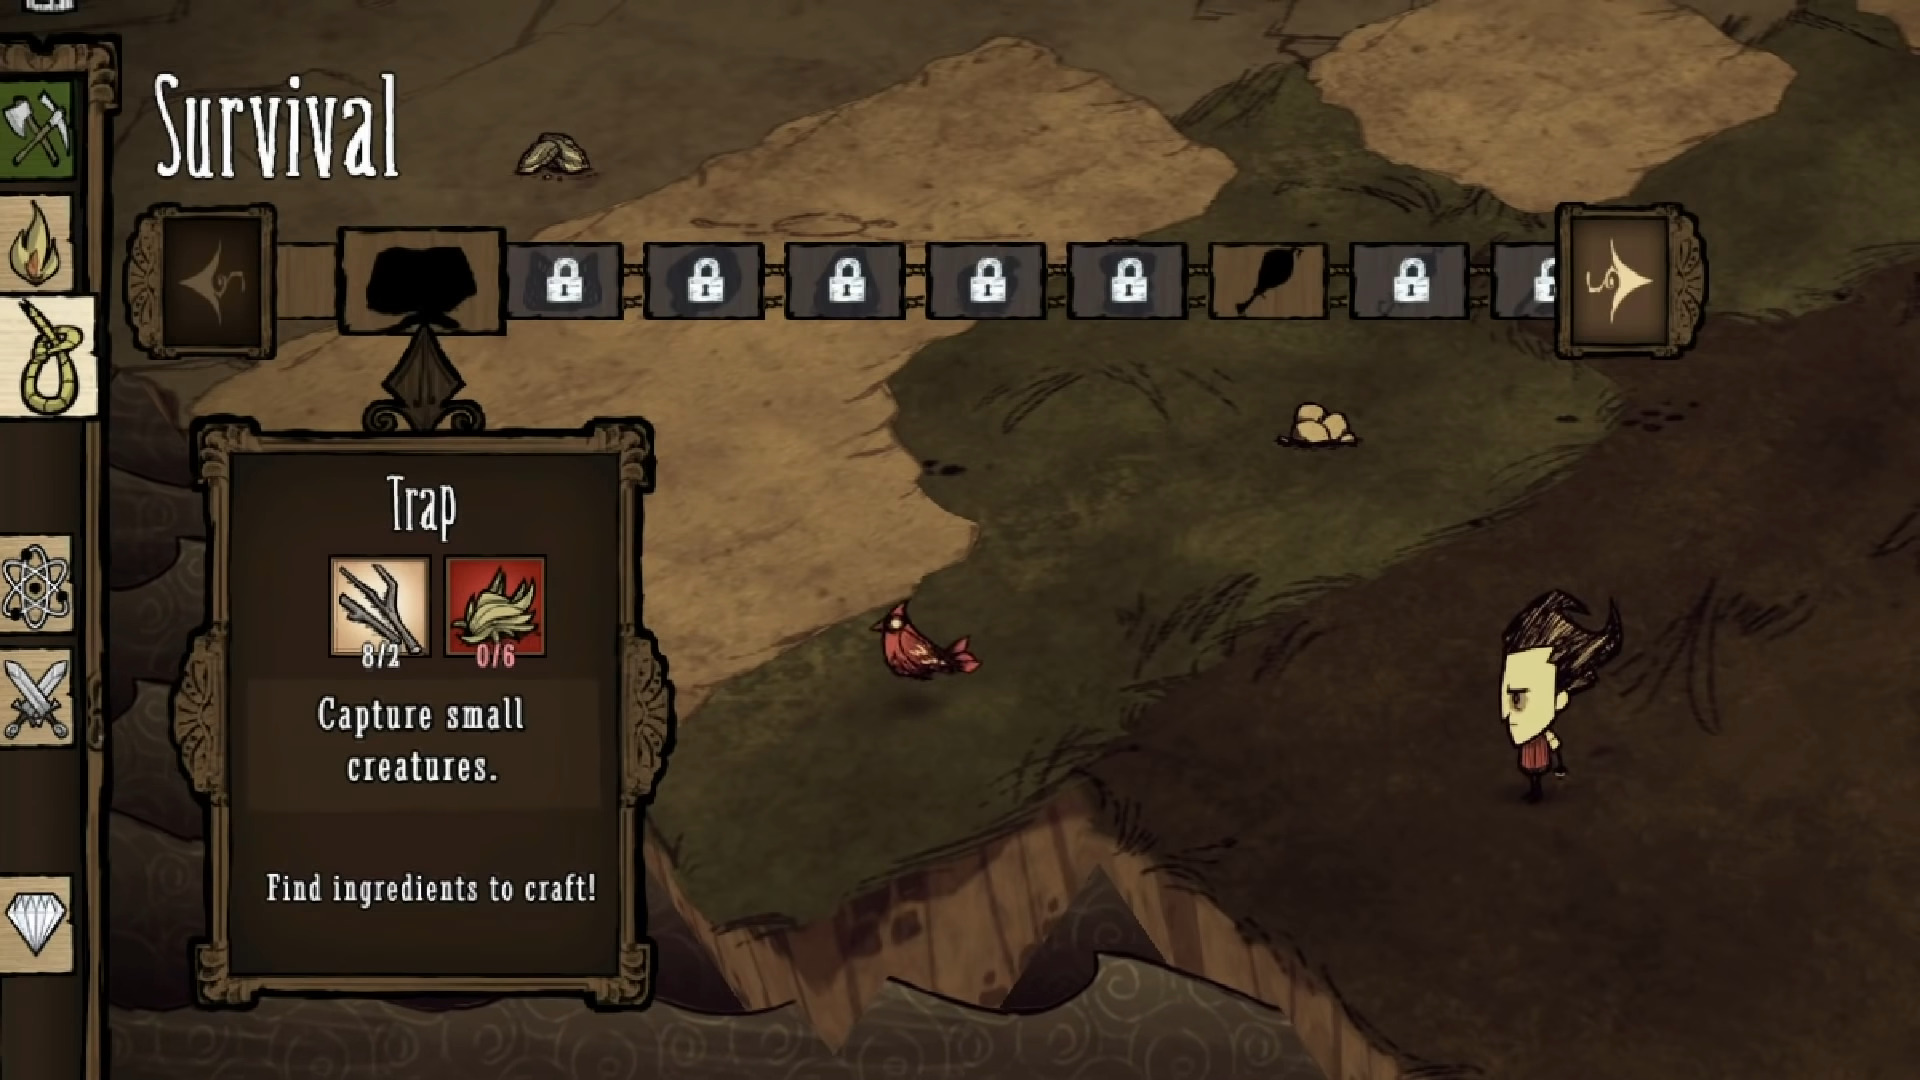 Survival
Trap
8/2 0/6
Capture small
creatures.
Find ingredients to craft!